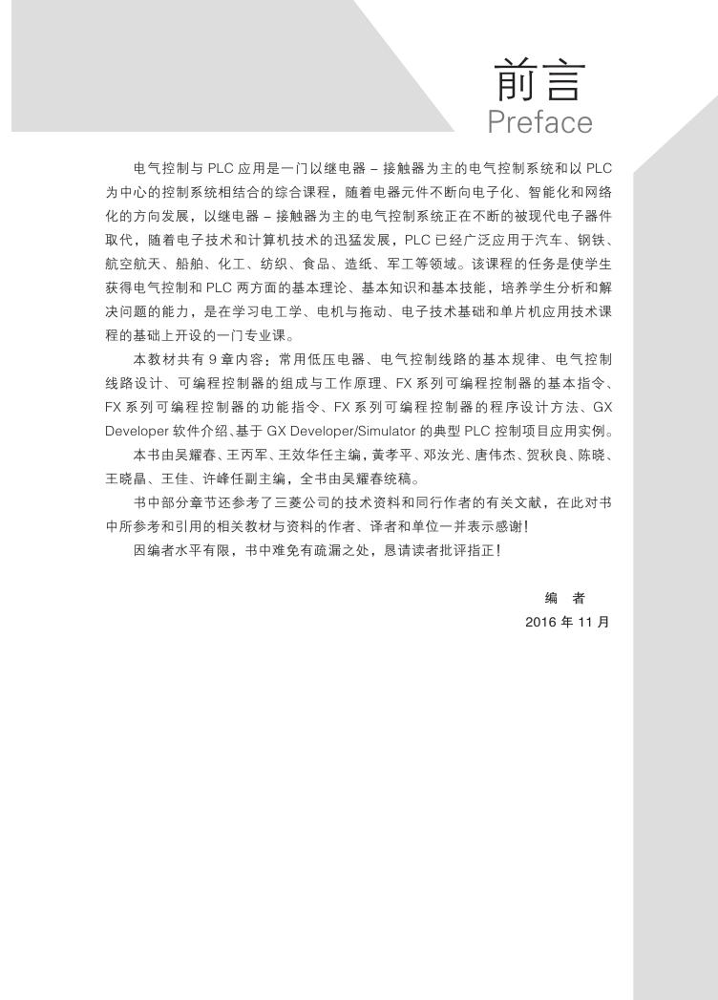 前言
Preface
电气控制与 PLC 应用是一门以继电器 – 接触器为主的电气控制系统和以 PLC
为中心的控制系统相结合的综合课程，随着电器元件不断向电子化、智能化和网络
化的方向发展，以继电器 – 接触器为主的电气控制系统正在不断的被现代电子器件
取代，随着电子技术和计算机技术的迅猛发展，PLC 已经广泛应用于汽车、钢铁、
航空航天、船舶、化工、纺织、食品、造纸、军工等领域。该课程的任务是使学生
获得电气控制和 PLC 两方面的基本理论、基本知识和基本技能，培养学生分析和解
决问题的能力，是在学习电工学、电机与拖动、电子技术基础和单片机应用技术课
程的基础上开设的一门专业课。
本教材共有 9 章内容：常用低压电器、电气控制线路的基本规律、电气控制
线路设计、可编程控制器的组成与工作原理、FX 系列可编程控制器的基本指令、
FX 系列可编程控制器的功能指令、FX 系列可编程控制器的程序设计方法、GX
Developer 软件介绍、基于 GX Developer/Simulator 的典型 PLC 控制项目应用实例。
本书由吴耀春、王丙军、王效华任主编，黄孝平、邓汝光、唐伟杰、贺秋良、陈晓、
王晓晶、王佳、许峰任副主编，全书由吴耀春统稿。
书中部分章节还参考了三菱公司的技术资料和同行作者的有关文献，在此对书
中所参考和引用的相关教材与资料的作者、译者和单位一并表示感谢！
因编者水平有限，书中难免有疏漏之处，恳请读者批评指正！
编 者
2016 年 11 月